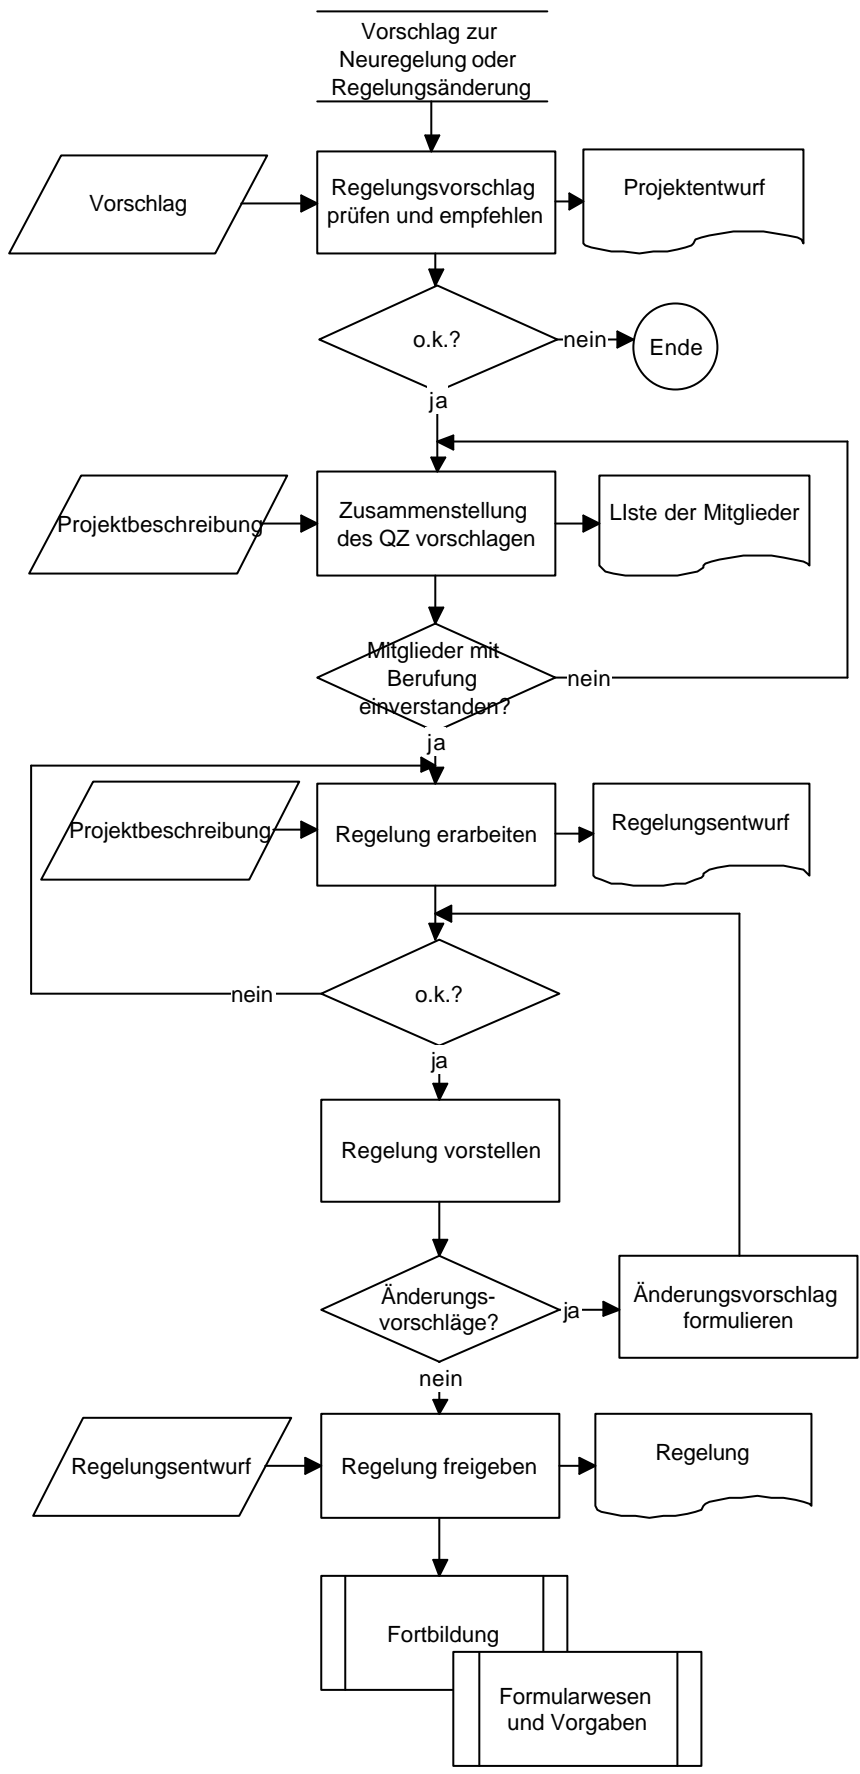 Vorschlag zur
Neuregelung oder
Regelungsänderung
Vorschlag
Regelungsvorschlag
prüfen und empfehlen
Projektentwurf
o.k.?
nein
Ende
ja
Projektbeschreibung
Zusammenstellung
des QZ vorschlagen
LIste der Mitglieder
Mitglieder mit
Berufung
einverstanden?
nein
ja
Projektbeschreibung
Regelung erarbeiten
Regelungsentwurf
nein
o.k.?
ja
Regelung vorstellen
Änderungs-
vorschläge?
ja
Änderungsvorschlag
formulieren
nein
Regelungsentwurf
Regelung freigeben
Regelung
Fortbildung
Formularwesen
und Vorgaben